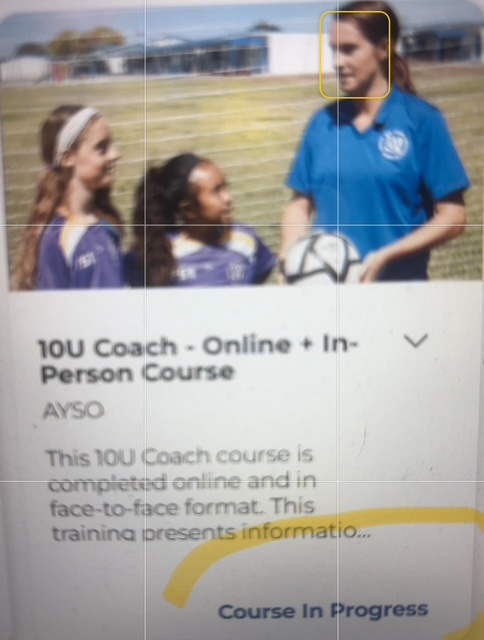 10U Coach - Online + In-
Person Course
AYSO
This 10U Coach course is
completed online and in
face-to-face format. This
training presents informatio...
Course In Progress